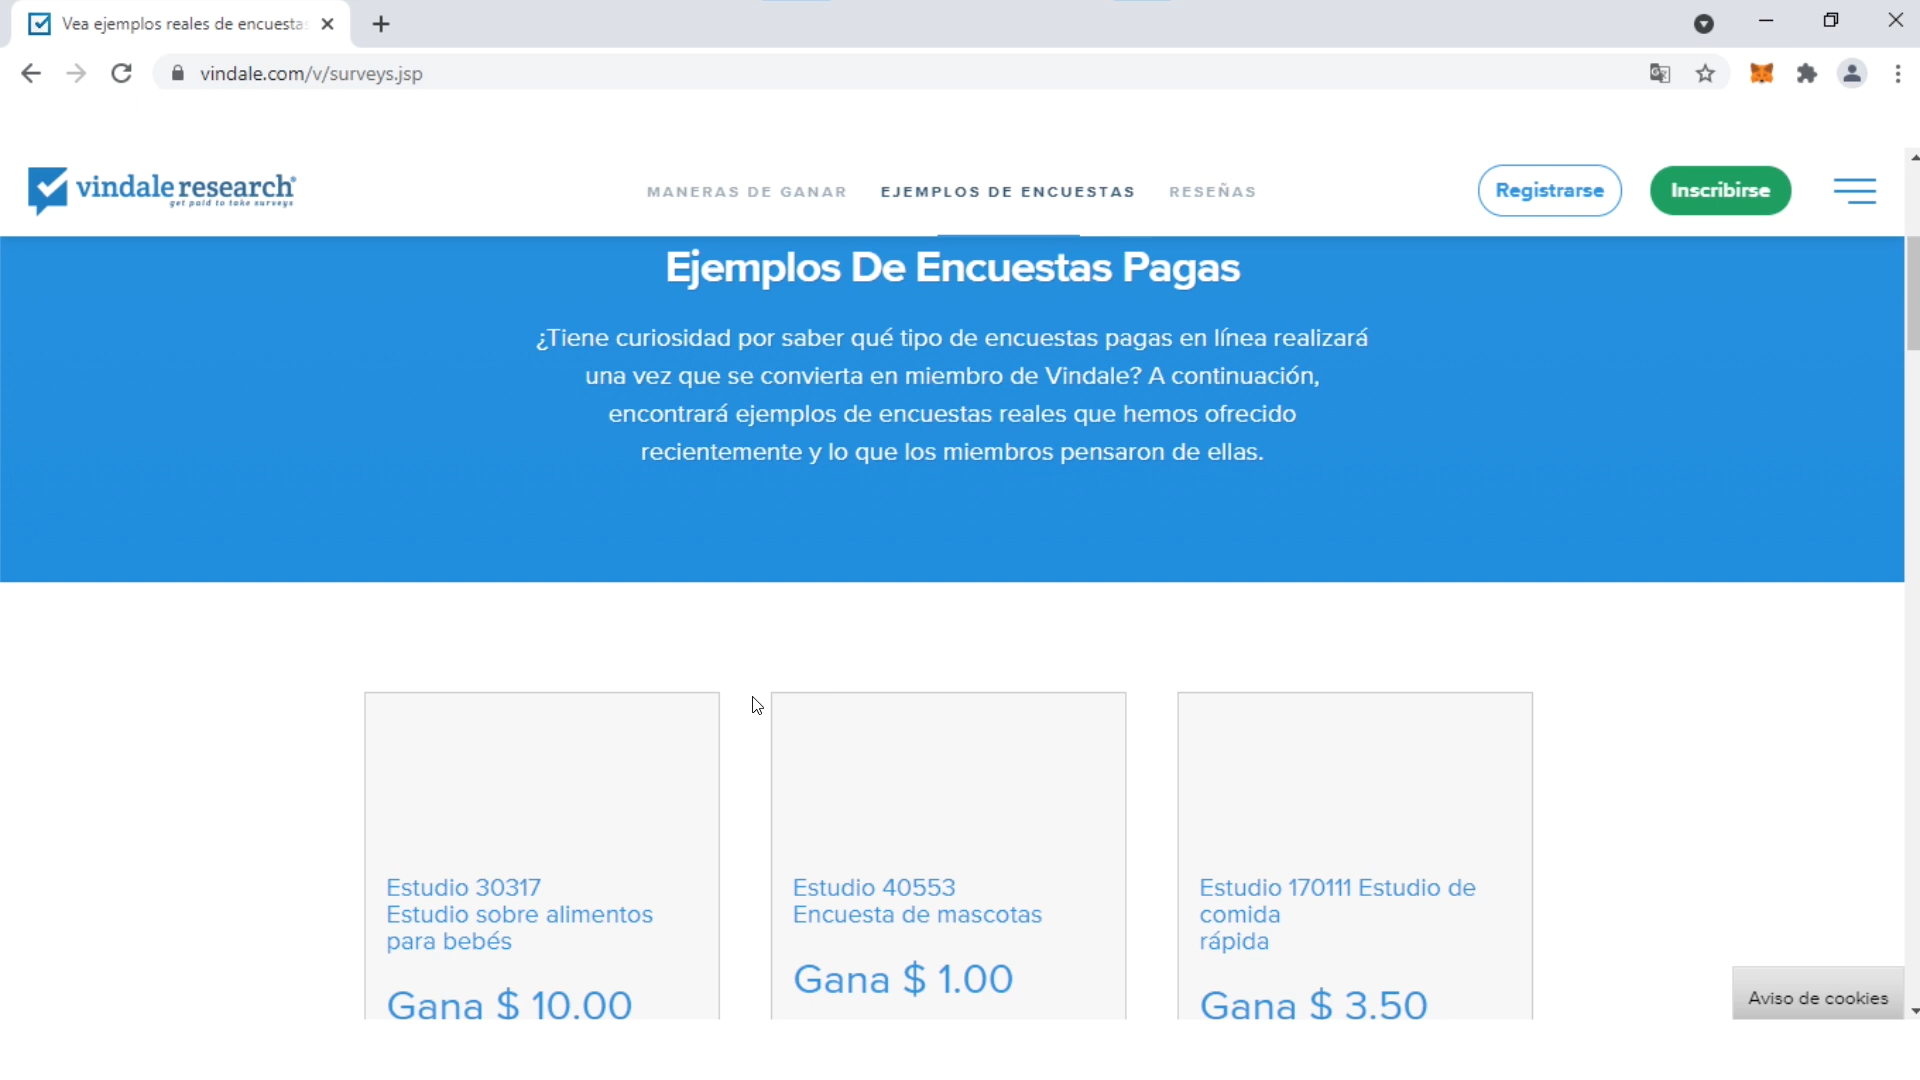 Vea ejemplos reales de encuestas
vindale.com/v/surveys.jsp
vindale research®
get paid to take surveys
MANERAS DE GANAR
EJEMPLOS DE ENCUESTAS
RESEÑAS
Registrarse
Inscribirse
Ejemplos De Encuestas Pagas
¿Tiene curiosidad por saber qué tipo de encuestas pagas en línea realizará
una vez que se convierta en miembro de Vindale? A continuación,
encontrará ejemplos de encuestas reales que hemos ofrecido
recientemente y lo que los miembros pensaron de ellas.
Estudio 30317
Estudio sobre alimentos
para bebés
Gana $ 10.00
Estudio 40553
Encuesta de mascotas
Gana $ 1.00
Estudio 170111 Estudio de
comida
rápida
Gana $ 3.50
Aviso de cookies